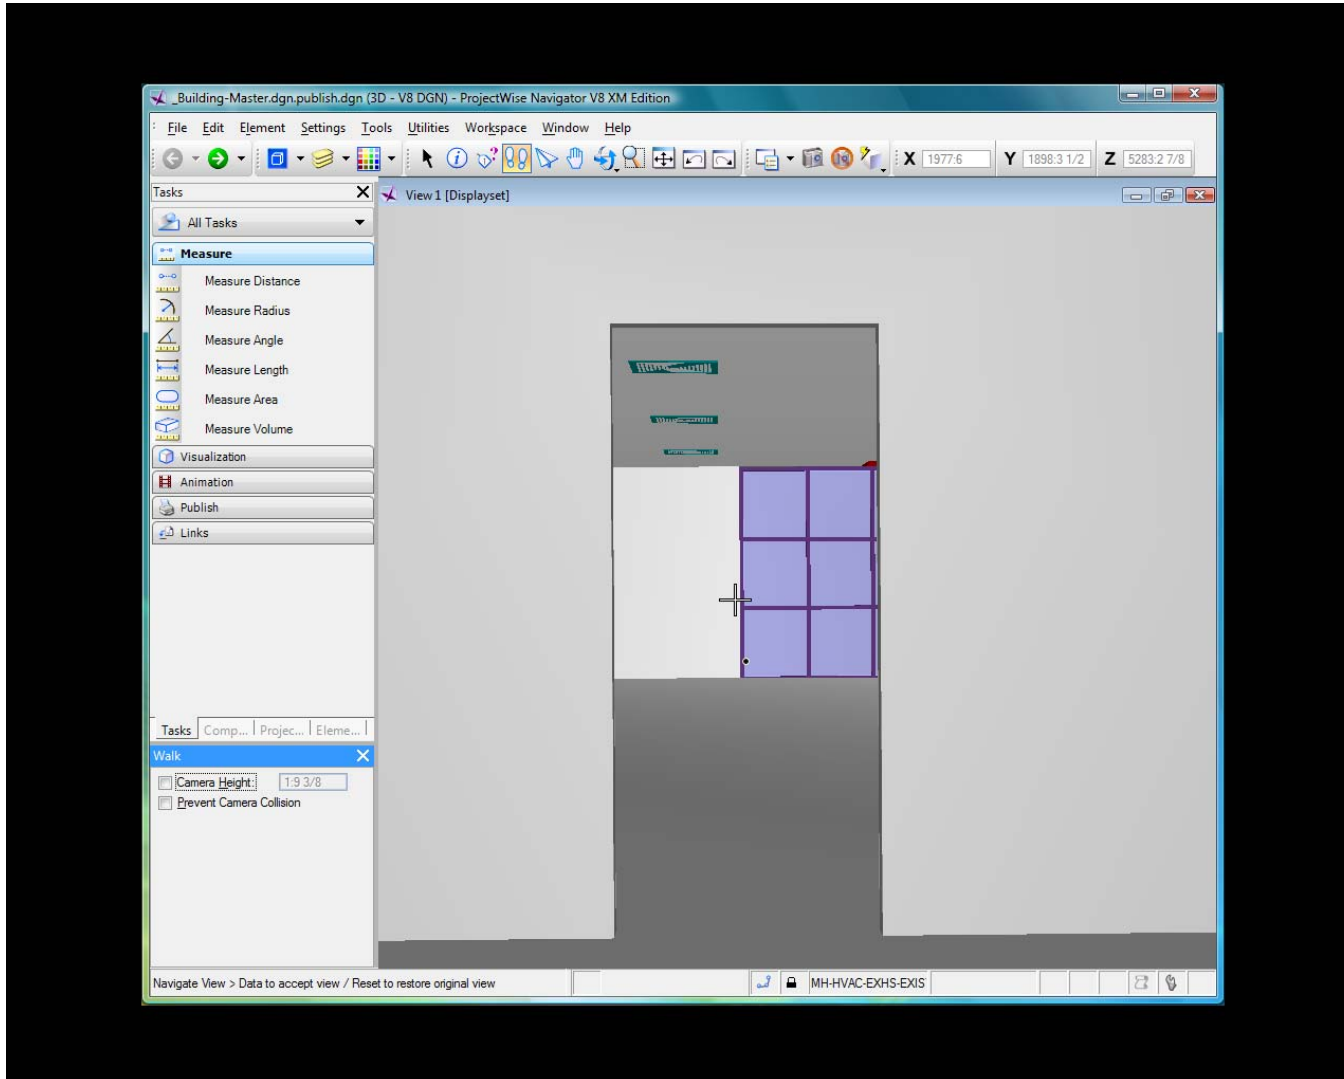 _Building-Master.dgn.publish.dgn (3D - V8 DGN) - ProjectWise Navigator V8 XM Edition
File Edit Element Settings Tools Utilities Workspace Window Help
X 1977:6 Y 1898:3 1/2 Z 5283:2 7/8
Tasks
View 1 [Displayset]
All Tasks
Measure
Measure Distance
Measure Radius
Measure Angle
Measure Length
Measure Area
Measure Volume
Visualization
Animation
Publish
Links
Tasks Comp... Projec... Eleme...
Walk
Camera Height: 1:9 3/8
Prevent Camera Collision
Navigate View > Data to accept view / Reset to restore original view
MH-HVAC-EXHS-EXIS